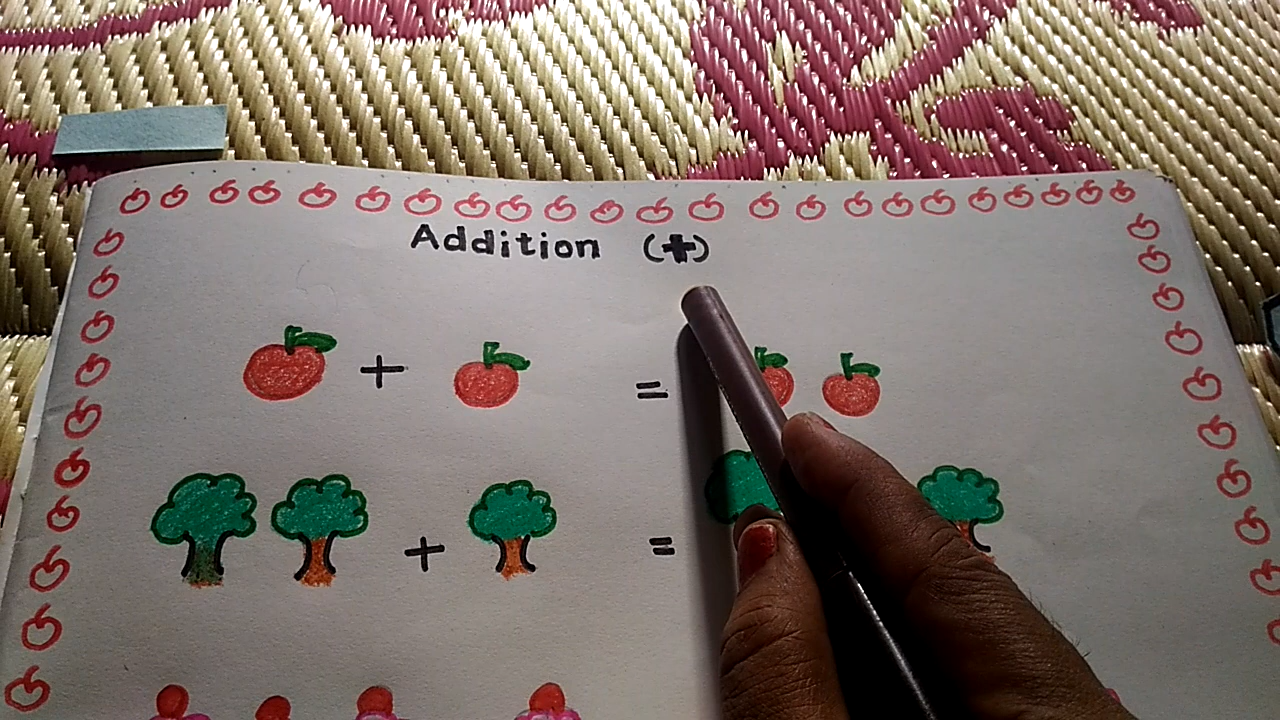 Addition (+)
+ =
+ =